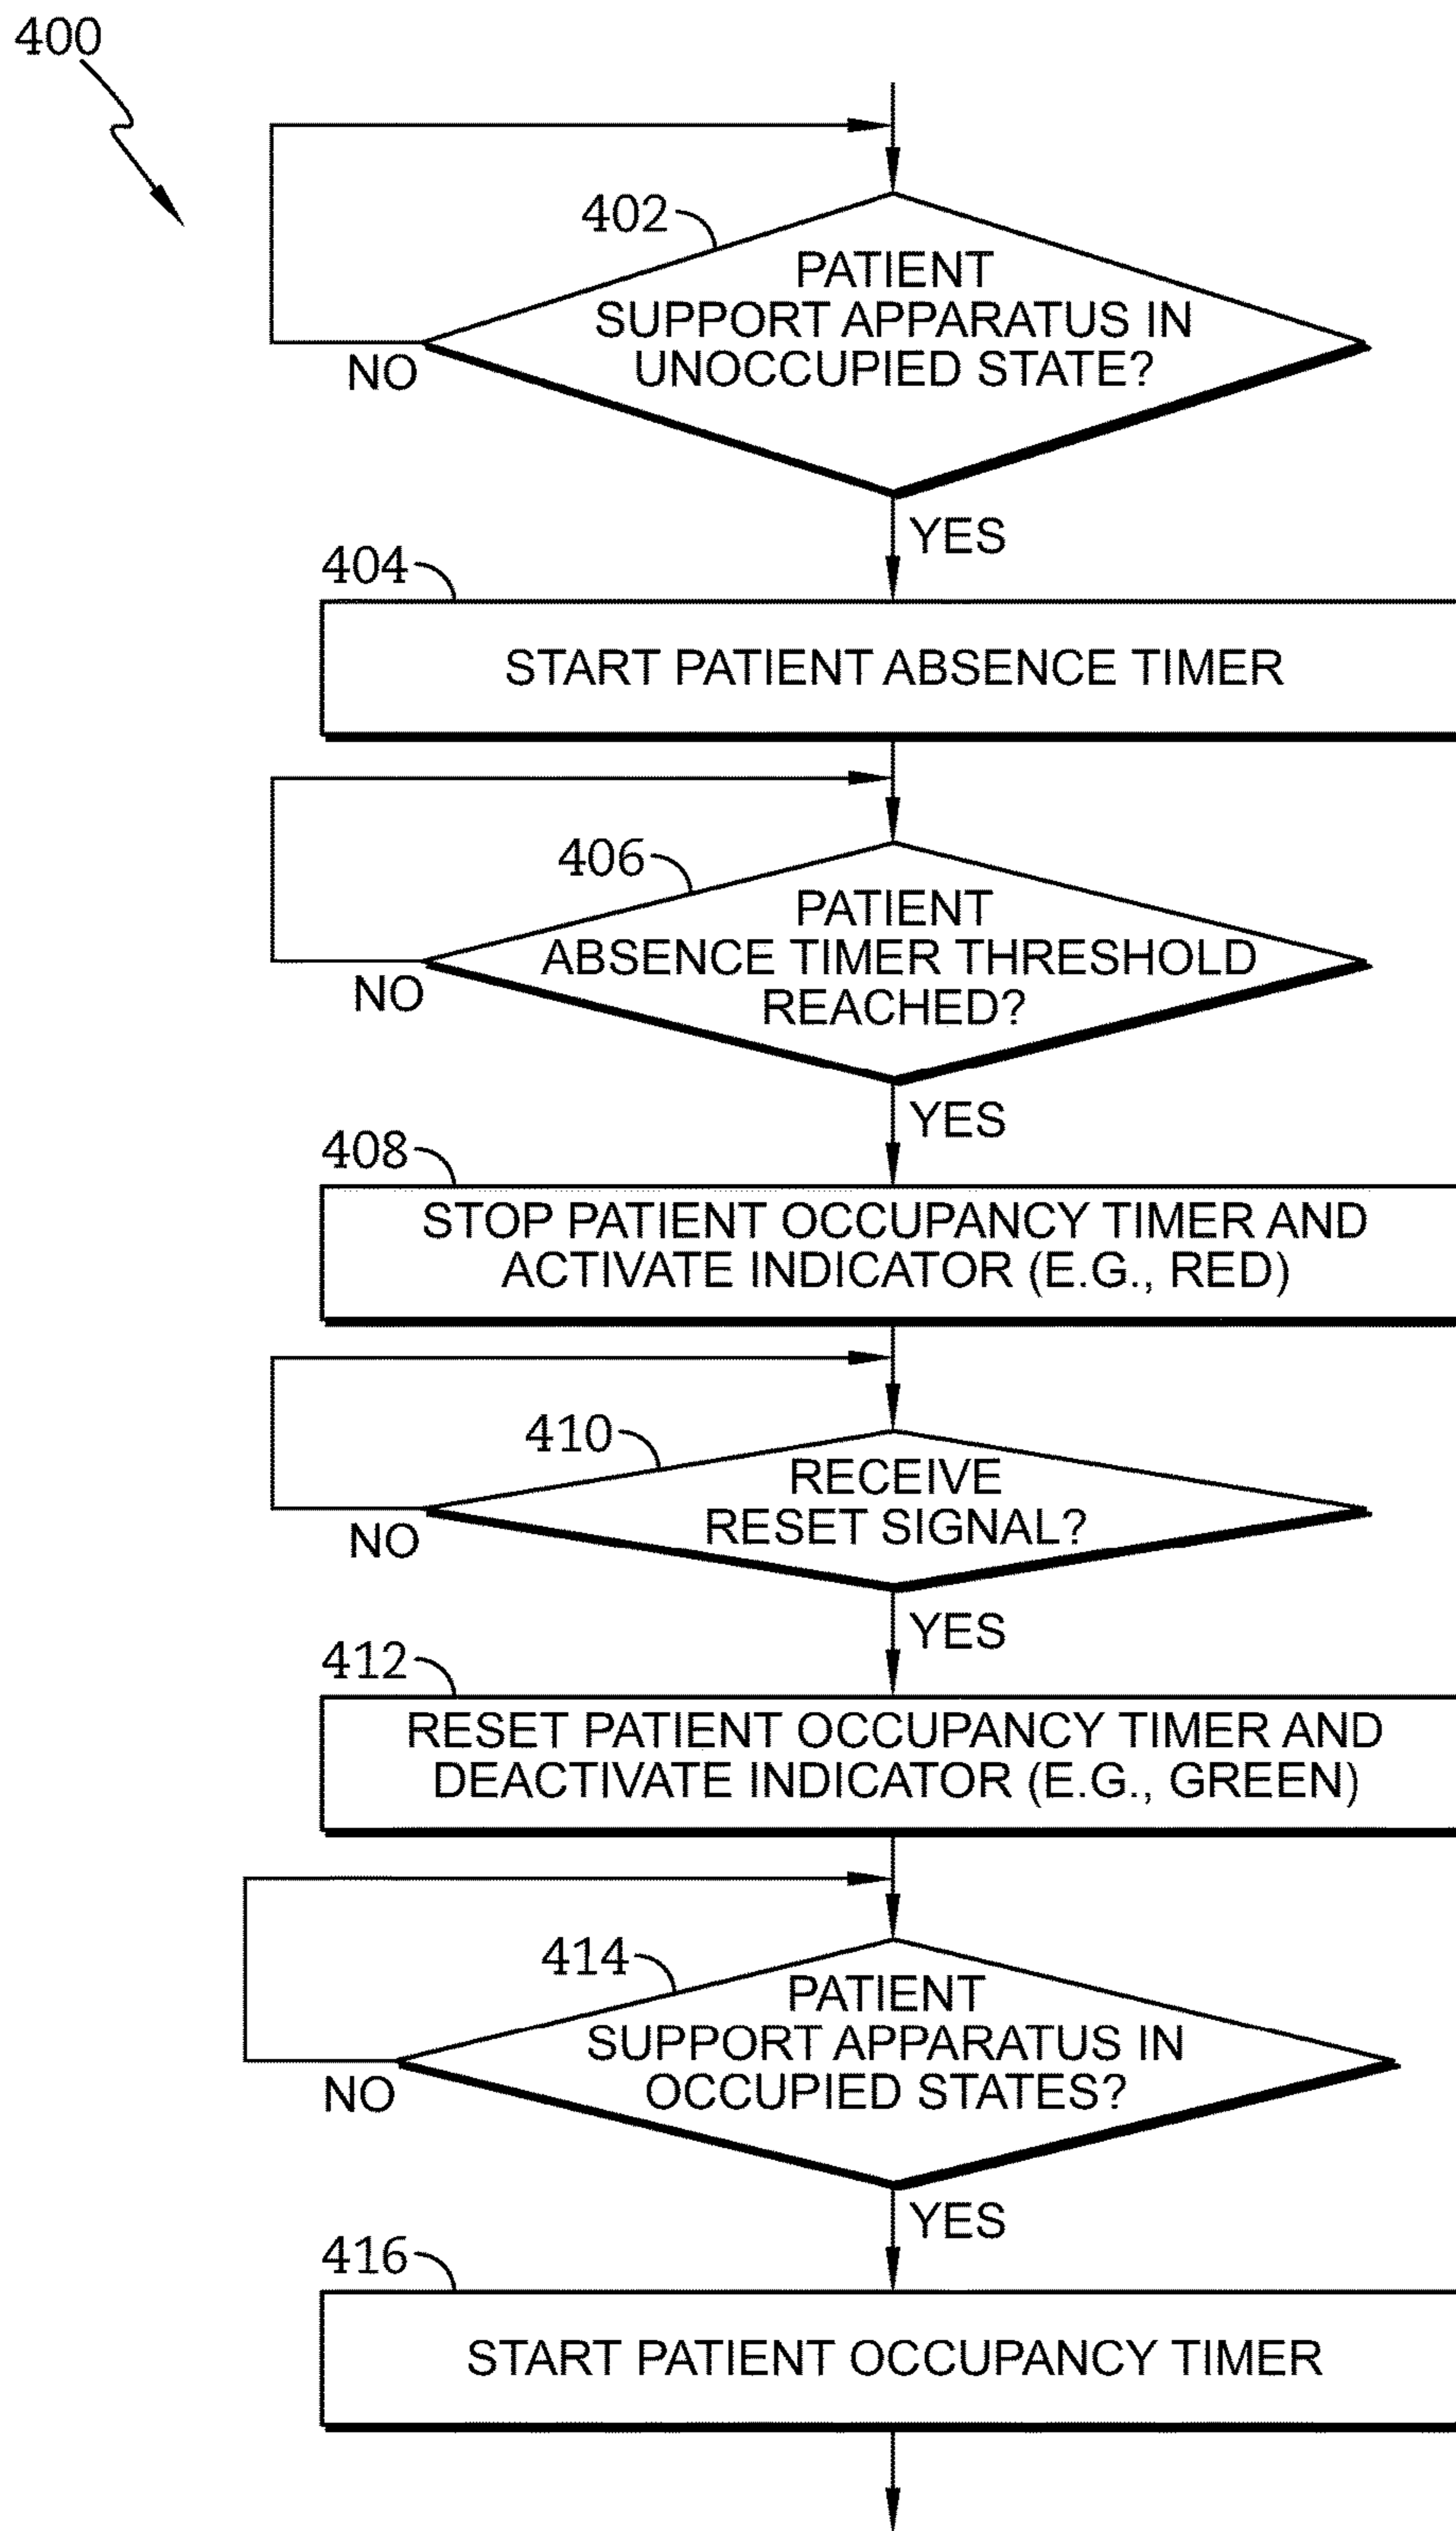 400
402
PATIENT
SUPPORT APPARATUS IN
UNOCCUPIED STATE?
NO
YES
404
START PATIENT ABSENCE TIMER
406
PATIENT
ABSENCE TIMER THRESHOLD
REACHED?
NO
YES
408
STOP PATIENT OCCUPANCY TIMER AND
ACTIVATE INDICATOR (E.G., RED)
410
RECEIVE
RESET SIGNAL?
NO
YES
412
RESET PATIENT OCCUPANCY TIMER AND
DEACTIVATE INDICATOR (E.G., GREEN)
414
PATIENT
SUPPORT APPARATUS IN
OCCUPIED STATES?
NO
YES
416
START PATIENT OCCUPANCY TIMER